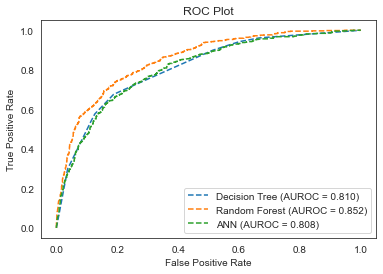 ROC Plot
True Positive Rate
1.0
0.8
0.6
0.4
0.2
0.0
Decision Tree (AUROC = 0.810)
Random Forest (AUROC = 0.852)
ANN (AUROC = 0.808)
0.0 0.2 0.4 0.6 0.8 1.0
False Positive Rate